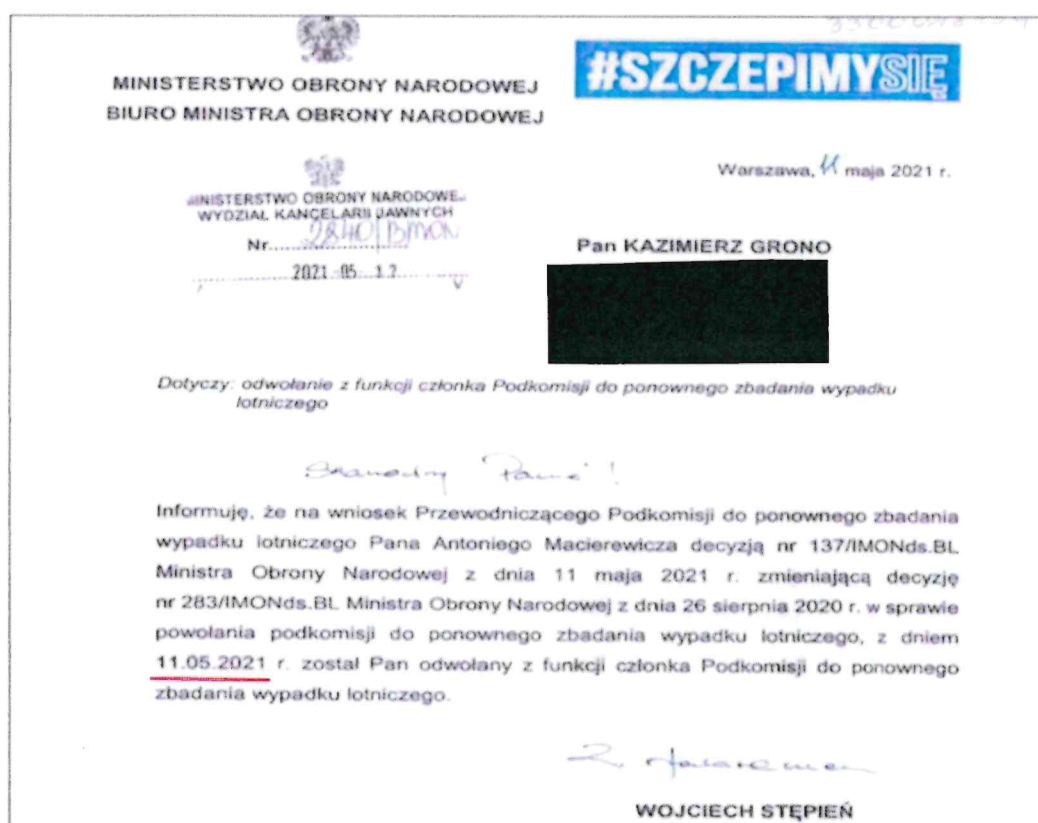 MINISTERSTWO OBRONY NARODOWEJ
BIURO MINISTRA OBRONY NARODOWEJ
#SZCZEPIMYSIĘ
Warszawa, 11 maja 2021 r.
MINISTERSTWO OBRONY NARODOWEJ
WYDZIAŁ KANCELARII JAWNYCH
Nr 2840/BMON
2021 -05- 12
Pan KAZIMIERZ GRONO
Dotyczy: odwołanie z funkcji członka Podkomisji do ponownego zbadania wypadku
lotniczego
Szanowny Panie!
Informuję, że na wniosek Przewodniczącego Podkomisji do ponownego zbadania
wypadku lotniczego Pana Antoniego Macierewicza decyzją nr 137/IMONds.BL
Ministra Obrony Narodowej z dnia 11 maja 2021 r. zmieniającą decyzję
nr 283/IMONds.BL Ministra Obrony Narodowej z dnia 26 sierpnia 2020 r. w sprawie
powołania podkomisji do ponownego zbadania wypadku lotniczego, z dniem
11.05.2021 r. został Pan odwołany z funkcji członka Podkomisji do ponownego
zbadania wypadku lotniczego.
WOJCIECH STĘPIEŃ